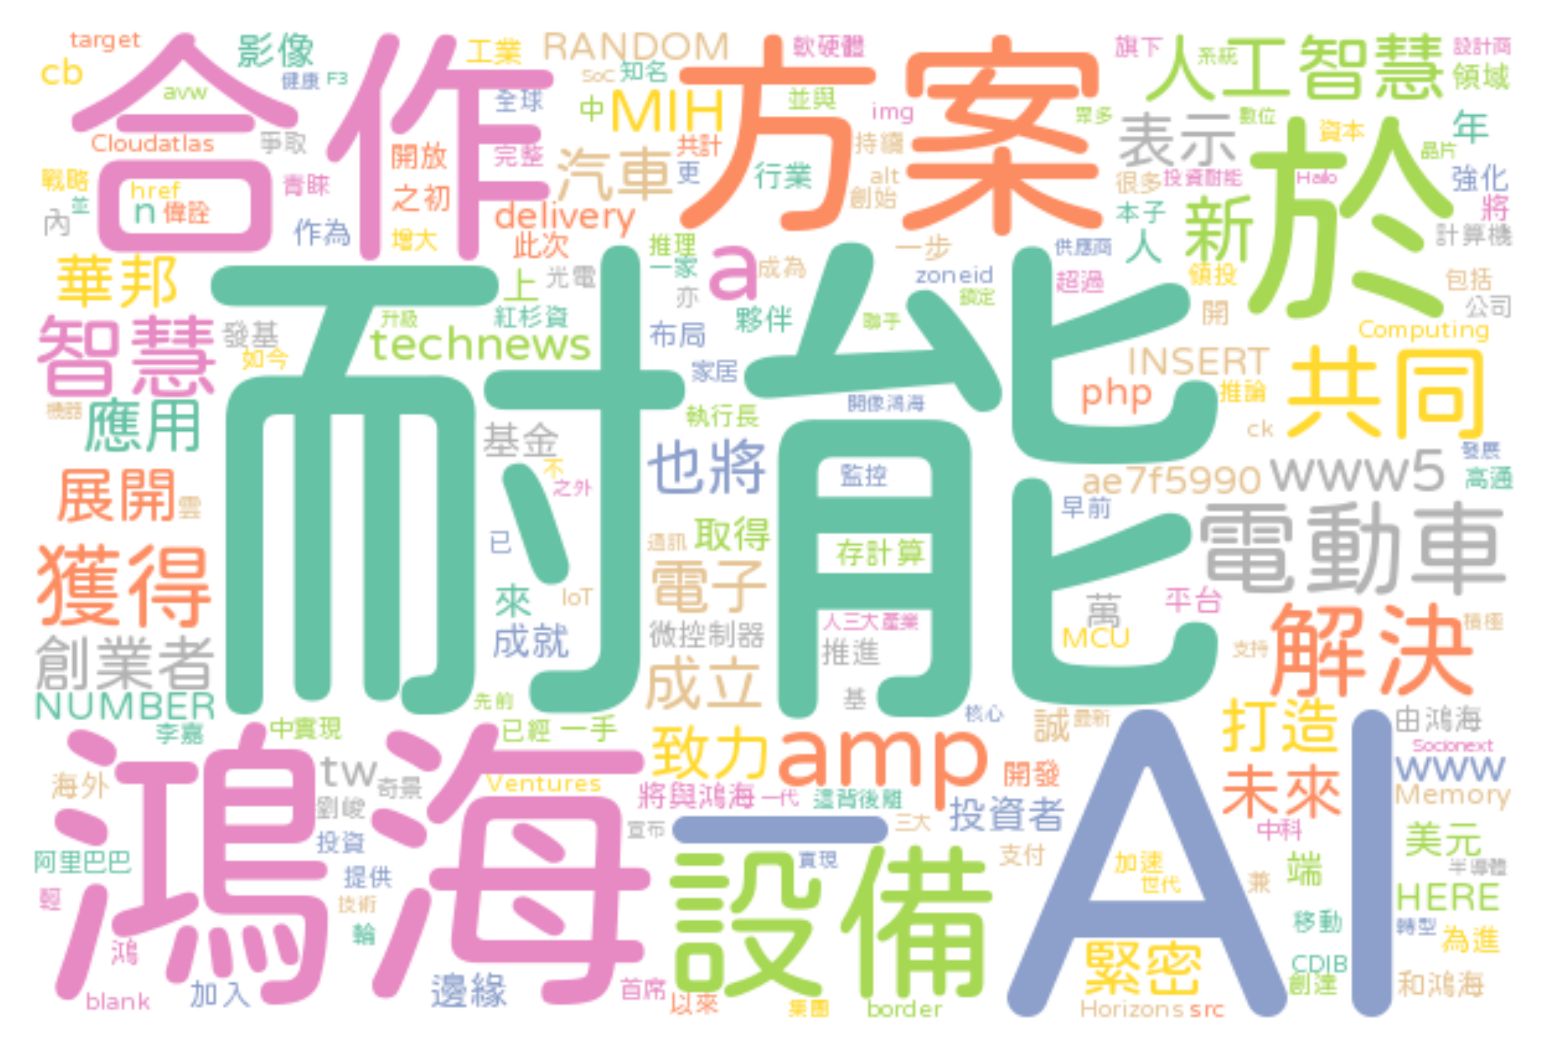 target
影像
工業
RANDOM
軟硬體
旗下
系統
人工智慧
設計商
cb
健康
F3
SoC
知名
領域
合作
方案
avw
全球
中
MIH
並與
img
眾多
表示
數位
資本
年
於
Cloudatlas
爭取
開放
完整
汽車
共計
持續
晶片
戰略
href
青睞
之初
更
行業
alt
很多
投資耐能
Hailo
強化
並
n
偉詮
創始
本子
新
將
內
作為
增大
delivery
此次
推理
a
一步
供應商
人
計算機
華邦
上
光電
一家
成為
zoneid
超過
領投
包括
亦
鎖定
公司
耐能
智慧
發基
升級
紅杉資
夥伴
聯手
布局
開
Computing
如今
technews
家居
INSERT
共同
機器
應用
執行長
開像鴻海
php
推論
基金
ck
也將
監控
ae7f5990
www5
發展
高通
展開
雲
不
之外
早前
電動車
獲得
已
通訊
取得
存計算
來
IoT
電子
萬
平台
創業者
成就
微控制器
人三大產業
MCU
解決
積極
推進
支持
成立
NUMBER
先前
基
核心
李嘉
中實現
已經
一手
誠
最新
打造
由鴻海
鴻海
致力
amp
AI
Socionext
tw
海外
奇景
Ventures
開發
未來
www
劉峻
將與鴻海
一代
這背後離
投資者
Memory
宣布
一
三大
中科
投資
美元
阿里巴巴
設備
實現
支付
加速
端
半導體
提供
世代
兼
HERE
輕
技術
輪
移動
轉型
為進
鴻
緊密
CDIB
blank
加入
邊緣
首席
以來
集團
border
Horizons
src
創達
和鴻海